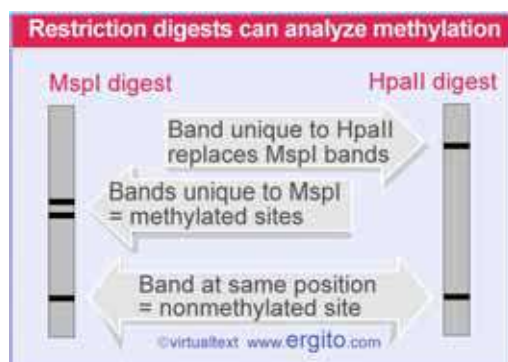 Restriction digests can analyze methylation
MspI digest
HpaII digest
Band unique to HpaII
replaces MspI bands
Bands unique to MspI
= methylated sites
Band at same position
= nonmethylated site
©virtualtext www.ergito.com